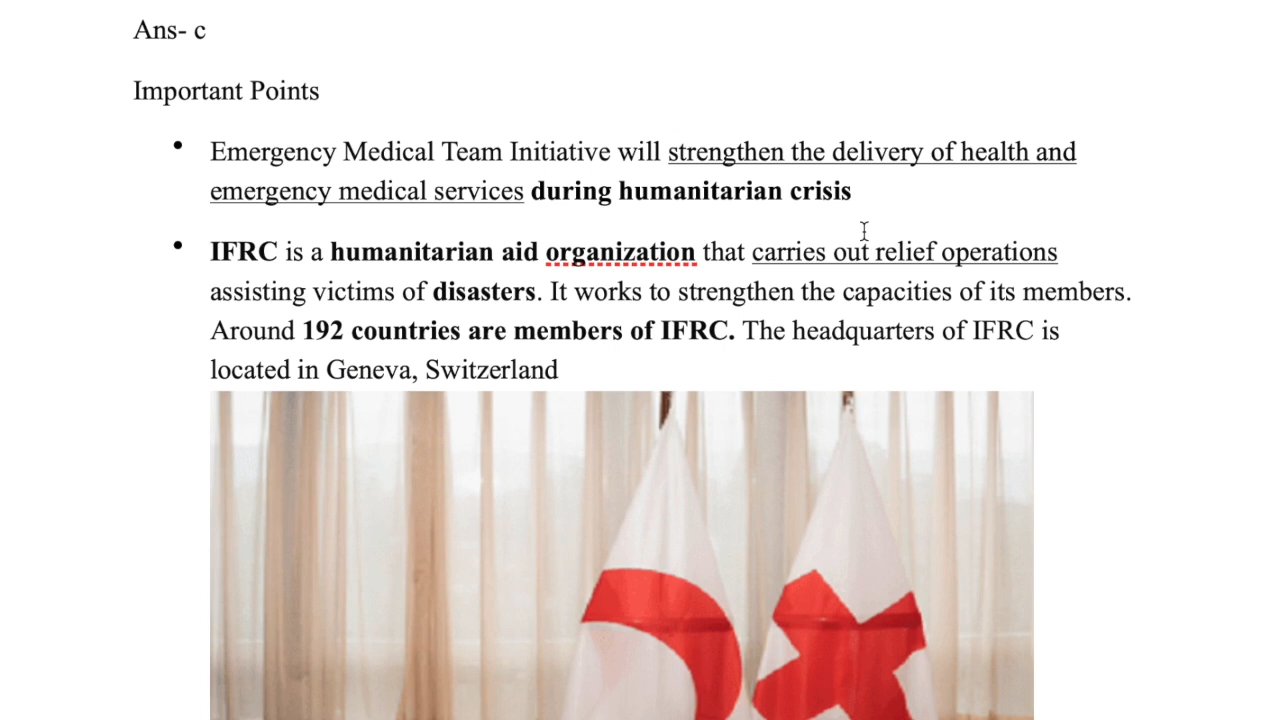 Ans- c
Important Points
• Emergency Medical Team Initiative will strengthen the delivery of health and
emergency medical services during humanitarian crisis
• IFRC is a humanitarian aid organization that carries out relief operations
assisting victims of disasters. It works to strengthen the capacities of its members.
Around 192 countries are members of IFRC. The headquarters of IFRC is
located in Geneva, Switzerland